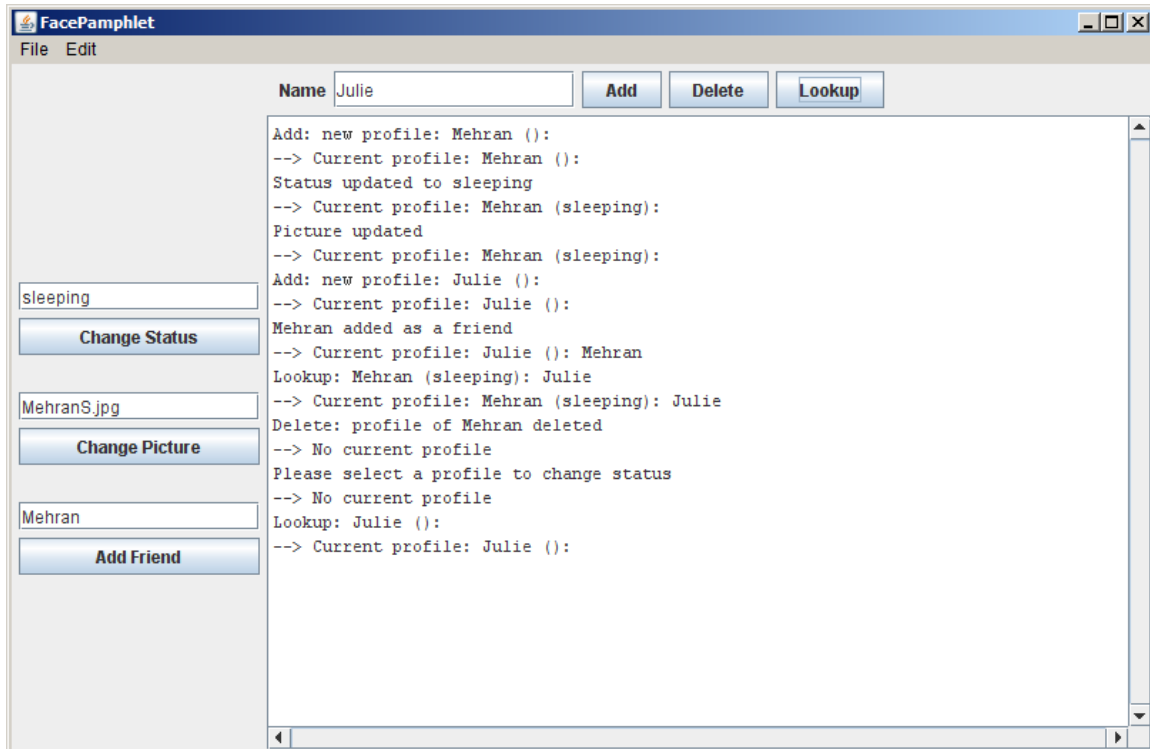 FacePamphlet
File Edit
Name Julie Add Delete Lookup
Add: new profile: Mehran ():
--> Current profile: Mehran ():
Status updated to sleeping
--> Current profile: Mehran (sleeping):
Picture updated
--> Current profile: Mehran (sleeping):
Add: new profile: Julie ():
--> Current profile: Julie ():
Mehran added as a friend
--> Current profile: Julie (): Mehran
Lookup: Mehran (sleeping): Julie
--> Current profile: Mehran (sleeping): Julie
Delete: profile of Mehran deleted
--> No current profile
Please select a profile to change status
--> No current profile
Lookup: Julie ():
--> Current profile: Julie ():
sleeping
Change Status
MehranS.jpg
Change Picture
Mehran
Add Friend